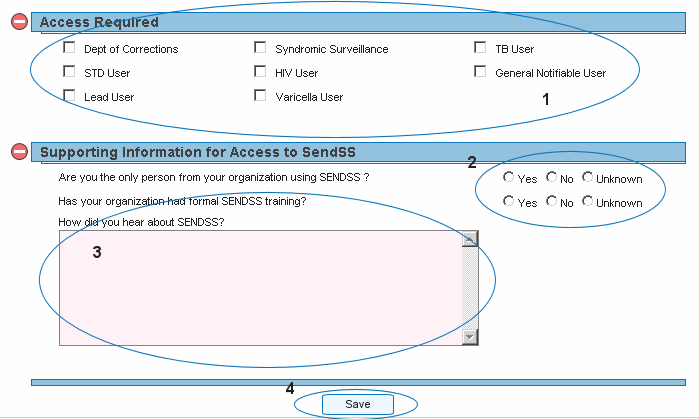 Access Required
Dept of Corrections Syndromic Surveillance TB User
STD User HIV User General Notifiable User
Lead User Varicella User 1
Supporting Information for Access to SendSS
2
Are you the only person from your organization using SENDSS ? Yes No Unknown
Has your organization had formal SENDSS training? Yes No Unknown
How did you hear about SENDSS?
3
4
Save